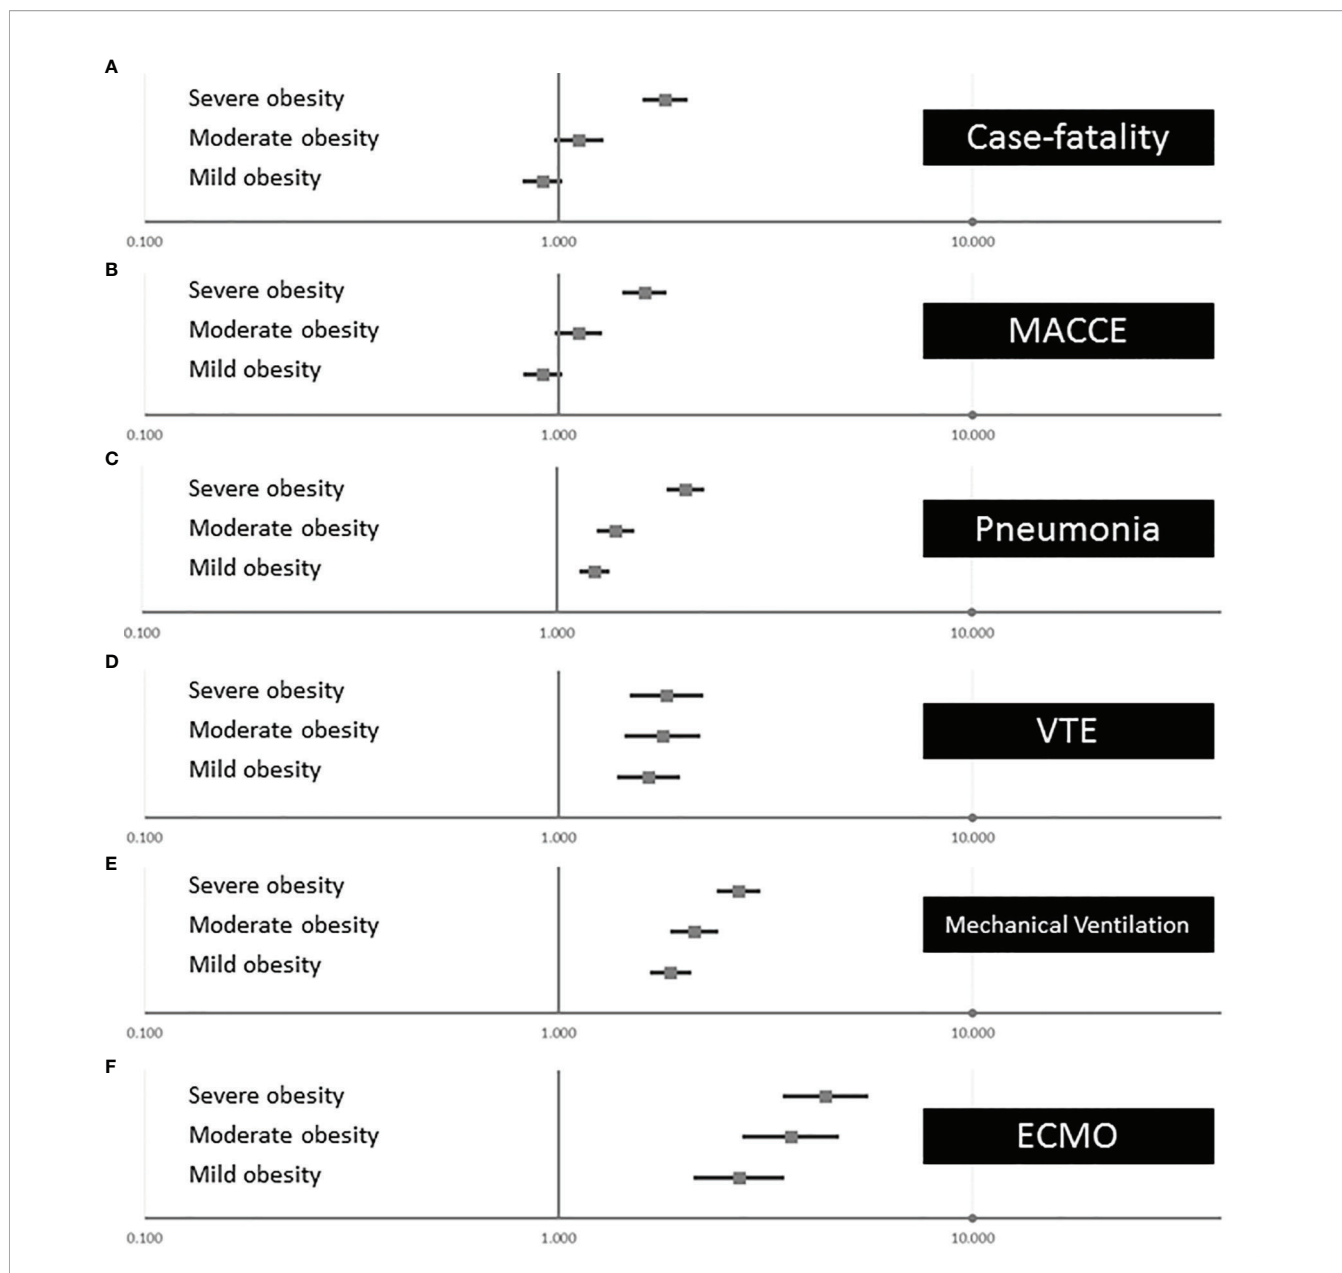 A
Severe obesity
Moderate obesity
Mild obesity
Case-fatality
0.100 1.000 10.000
B
Severe obesity
Moderate obesity
Mild obesity
MACCE
0.100 1.000 10.000
C
Severe obesity
Moderate obesity
Mild obesity
Pneumonia
0.100 1.000 10.000
D
Severe obesity
Moderate obesity
Mild obesity
VTE
0.100 1.000 10.000
E
Severe obesity
Moderate obesity
Mild obesity
Mechanical Ventilation
0.100 1.000 10.000
F
Severe obesity
Moderate obesity
Mild obesity
ECMO
0.100 1.000 10.000